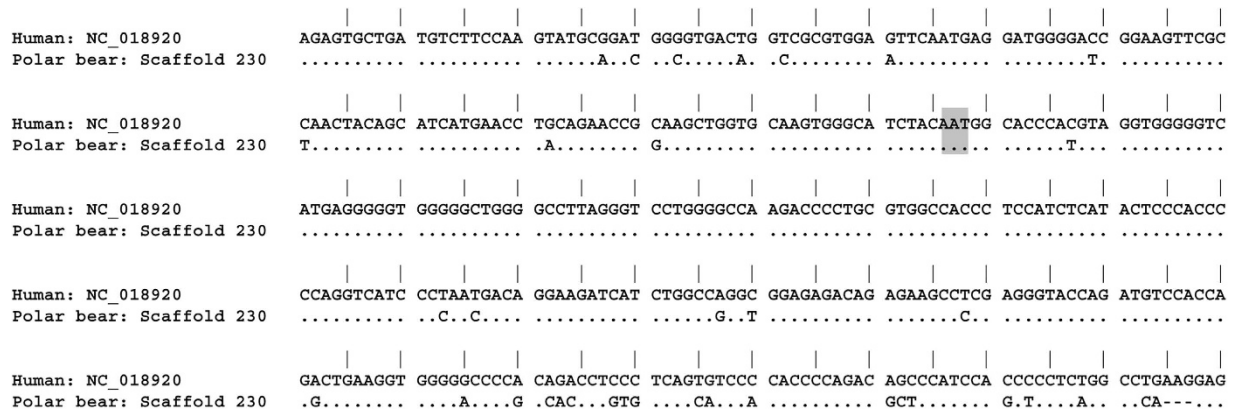 Human: NC_018920 AGAGTGCTGA TGTCTTCCAA GTATGCGGAT GGGGTGACTG GTCGCGTGGA GTTCAATGAG GATGGGGACC GGAAGTTCGC
Polar bear: Scaffold 230 .......... .......... .......A..C ..C.....A. .C........ A......... ........T. ..........
Human: NC_018920 CAACTACAGC ATCATGAACC TGCAGAACCG CAAGCTGGTG CAAGTGGGCA TCTACAATGG CACCCACGTA GGTGGGGGTC
Polar bear: Scaffold 230 T......... .......... ..A....... G......... .......... .......... ......T... ..........
Human: NC_018920 ATGAGGGGGT GGGGGCTGGG GCCTTAGGGT CCTGGGGCCA AGACCCCTGC GTGGCCACCC TCCATCTCAT ACTCCCACCC
Polar bear: Scaffold 230 .......... .......... .......... .......... .......... .......... .......... ..........
Human: NC_018920 CCAGGTCATC CCTAATGACA GGAAGATCAT CTGGCCAGGC GGAGAGACAG AGAAGCCTCG AGGGTACCAG ATGTCCACCA
Polar bear: Scaffold 230 .......... ...C..C... .......... ......G..T .......... .......C.. .......... ..........
Human: NC_018920 GACTGAAGGT GGGGGCCCCA CAGACCTCCC TCAGTGTCCC CACCCCAGAC AGCCCATCCA CCCCCTCTGG CCTGAAGGAG
Polar bear: Scaffold 230 .G........ .....A...G .CAC...GTG ....CA...A .......... GCT....... G.T....A.. ..CA---...